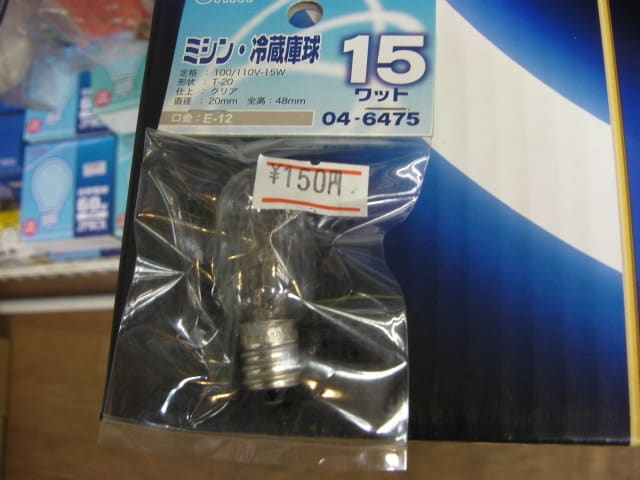 ミシン・冷蔵庫球
15
ワット
定格 : 100/110V-15W
形状 : T-20
仕上 : クリア
直径 : 20mm 全高 : 48mm
口金 : E-12
04-6475
¥150円
60